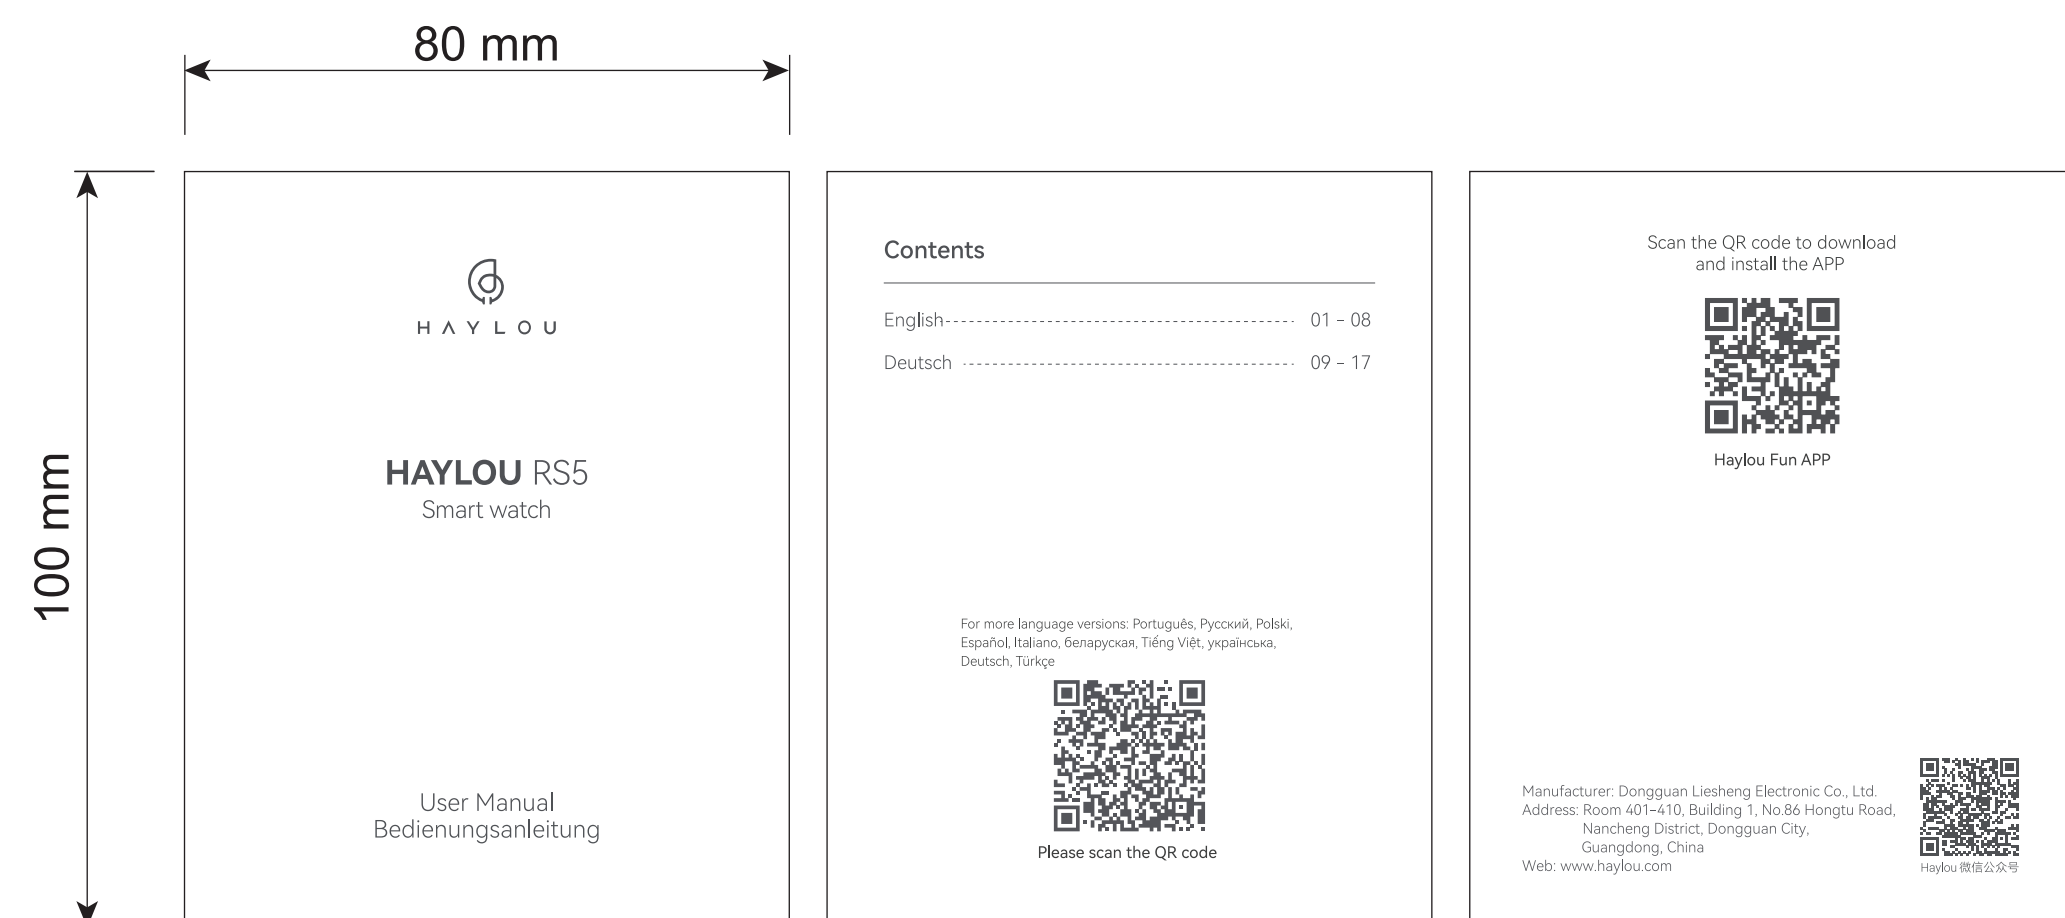 80 mm
100 mm
HAYLOU
HAYLOU RS5
Smart watch
User Manual
Bedienungsanleitung
Contents
English 01 - 08
Deutsch 09 - 17
For more language versions: Português, Русский, Polski,
Español, Italiano, беларуская, Tiếng Việt, українська,
Deutsch, Türkçe
Please scan the QR code
Scan the QR code to download
and install the APP
Haylou Fun APP
Manufacturer: Dongguan Liesheng Electronic Co., Ltd.
Address: Room 401-410, Building 1, No.86 Hongtu Road,
Nancheng District, Dongguan City,
Guangdong, China
Web: www.haylou.com
Haylou 微信公众号